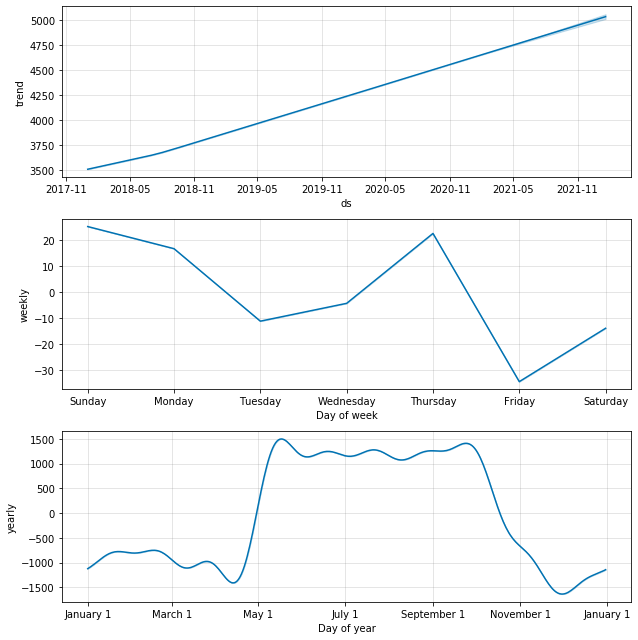 5000
4750
4500
4250
4000
3750
3500
trend
2017-11 2018-05 2018-11 2019-05 2019-11 2020-05 2020-11 2021-05 2021-11
ds
20
10
0
−10
−20
−30
weekly
Sunday Monday Tuesday Wednesday Thursday Friday Saturday
Day of week
1500
1000
500
0
−500
−1000
−1500
yearly
January 1 March 1 May 1 July 1 September 1 November 1 January 1
Day of year